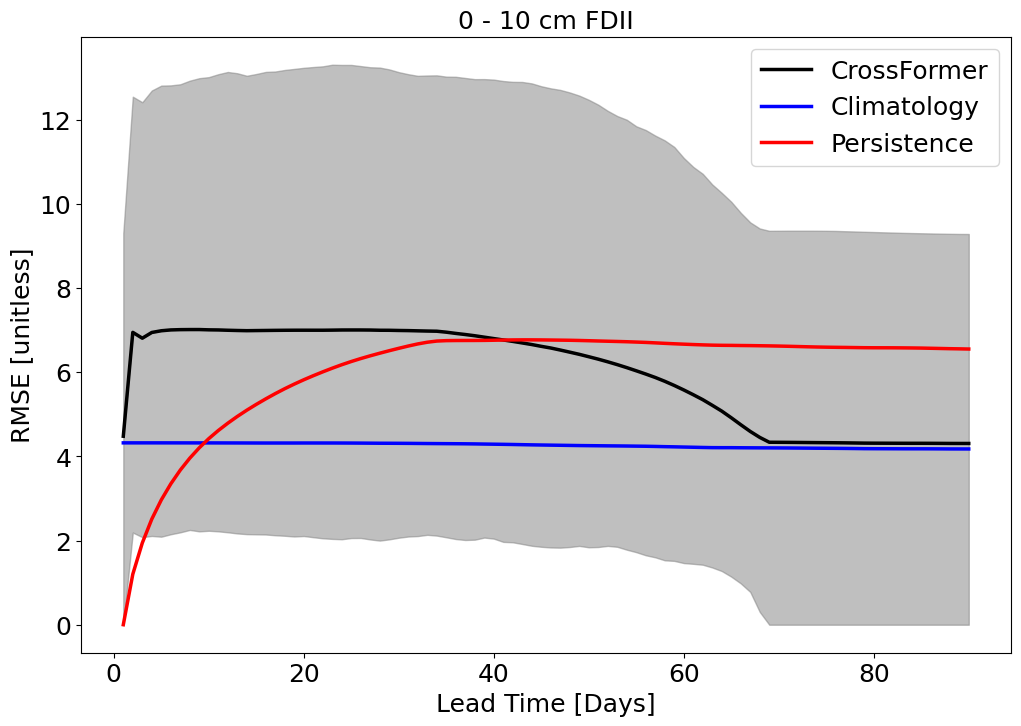 0 - 10 cm FDII
CrossFormer
Climatology
Persistence
RMSE [unitless]
12
10
8
6
4
2
0
0 20 40 60 80
Lead Time [Days]